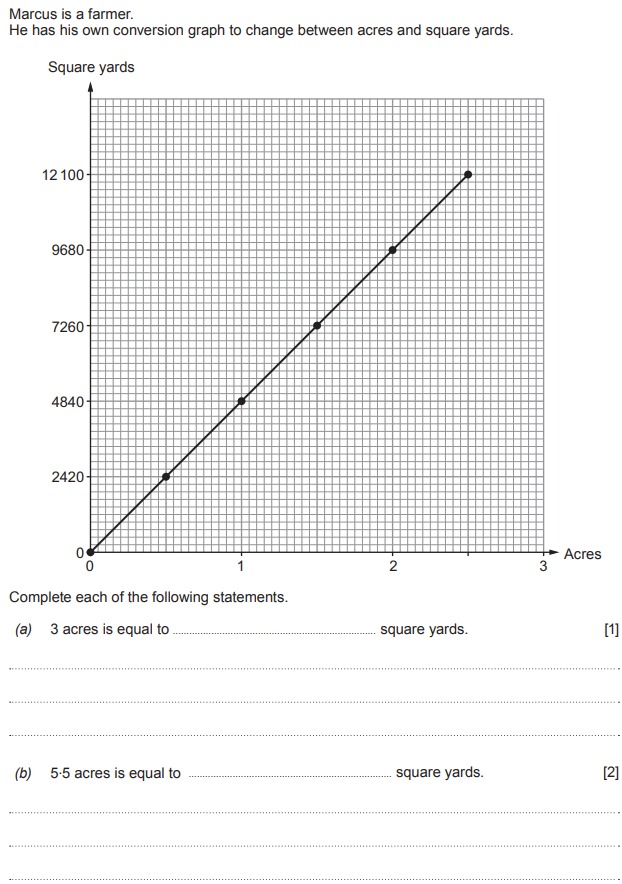 Marcus is a farmer.
He has his own conversion graph to change between acres and square yards.
Square yards
12 100
9680
7260
4840
2420
0
0 1 2 3 Acres
Complete each of the following statements.
(a) 3 acres is equal to ........................................ square yards. [1]
(b) 5·5 acres is equal to ........................................ square yards. [2]